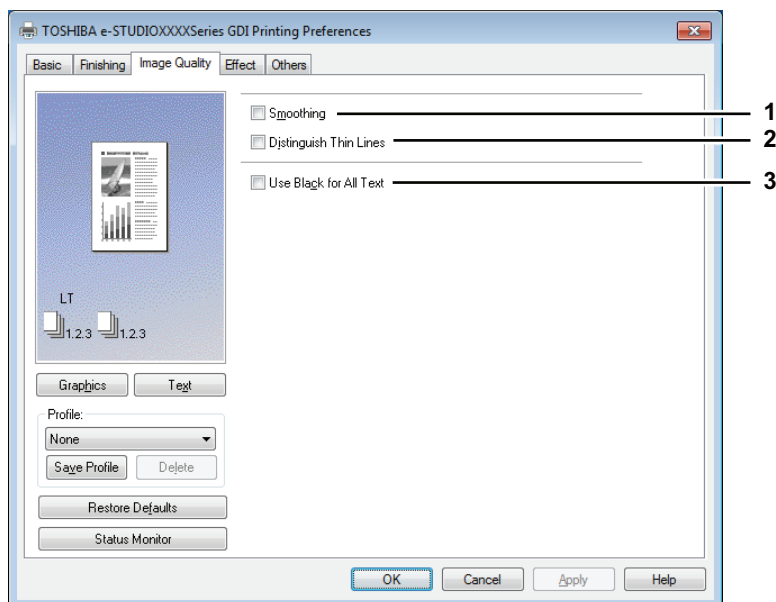 TOSHIBA e-STUDIOXXXXSeries GDI Printing Preferences
Basic Finishing Image Quality Effect Others
Smoothing 1
Distinguish Thin Lines 2
Use Black for All Text 3
LT
1.2.3 1.2.3
Graphics Text
Profile:
None
Save Profile Delete
Restore Defaults
Status Monitor
OK Cancel Apply Help